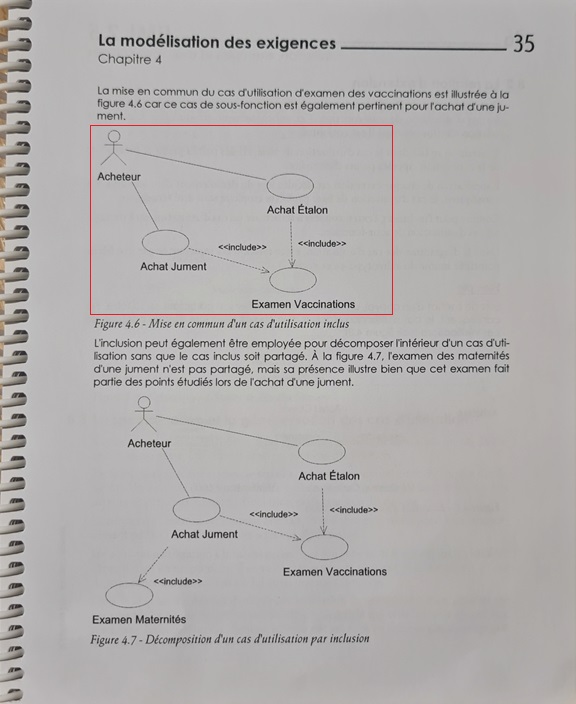 La modélisation des exigences 35
Chapitre 4
La mise en commun du cas d'utilisation d'examen des vaccinations est illustrée à la
figure 4.6 car ce cas de sous-fonction est également pertinent pour l'achat d'une ju-
ment.
Acheteur
Achat Étalon
<<include>> <<include>>
Achat Jument
Examen Vaccinations
Figure 4.6 - Mise en commun d'un cas d'utilisation inclus
L'inclusion peut également être employée pour décomposer l'intérieur d'un cas d'uti-
lisation sans que le cas inclus soit partagé. À la figure 4.7, l'examen des maternités
d'une jument n'est pas partagé, mais sa présence illustre bien que cet examen fait
partie des points étudiés lors de l'achat d'une jument.
Acheteur
Achat Étalon
<<include>> <<include>>
Achat Jument
Examen Vaccinations
<<include>>
Examen Maternités
Figure 4.7 - Décomposition d'un cas d'utilisation par inclusion